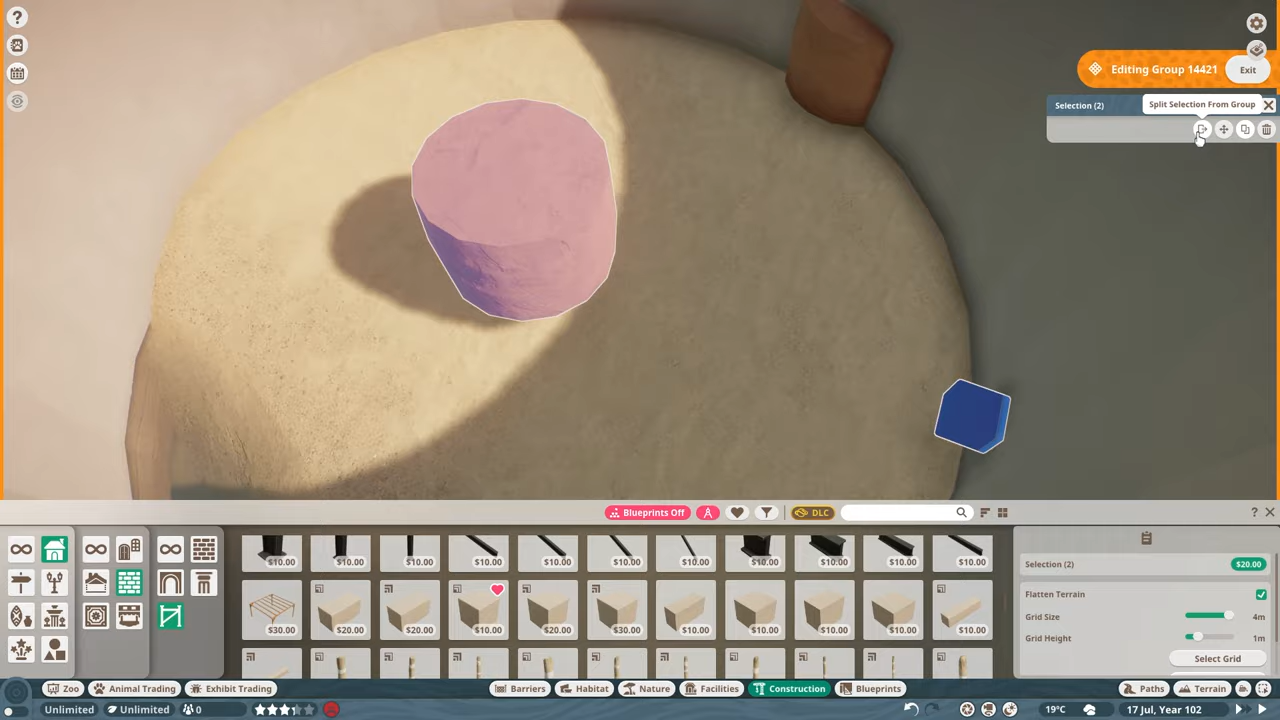 Editing Group 14421
Exit
Selection (2)
Split Selection From Group
Blueprints Off
DLC
$10.00 $10.00 $10.00 $10.00 $10.00 $10.00 $10.00 $10.00 $10.00 $10.00 $10.00
$30.00 $20.00 $20.00 $10.00 $20.00 $30.00 $10.00 $10.00 $10.00 $10.00 $10.00
Selection (2) $20.00
Flatten Terrain
Grid Size 4m
Grid Height 1m
Select Grid
Zoo Animal Trading Exhibit Trading Barriers Habitat Nature Facilities Construction Blueprints Paths Terrain
Unlimited Unlimited 0 19°C 17 Jul, Year 102